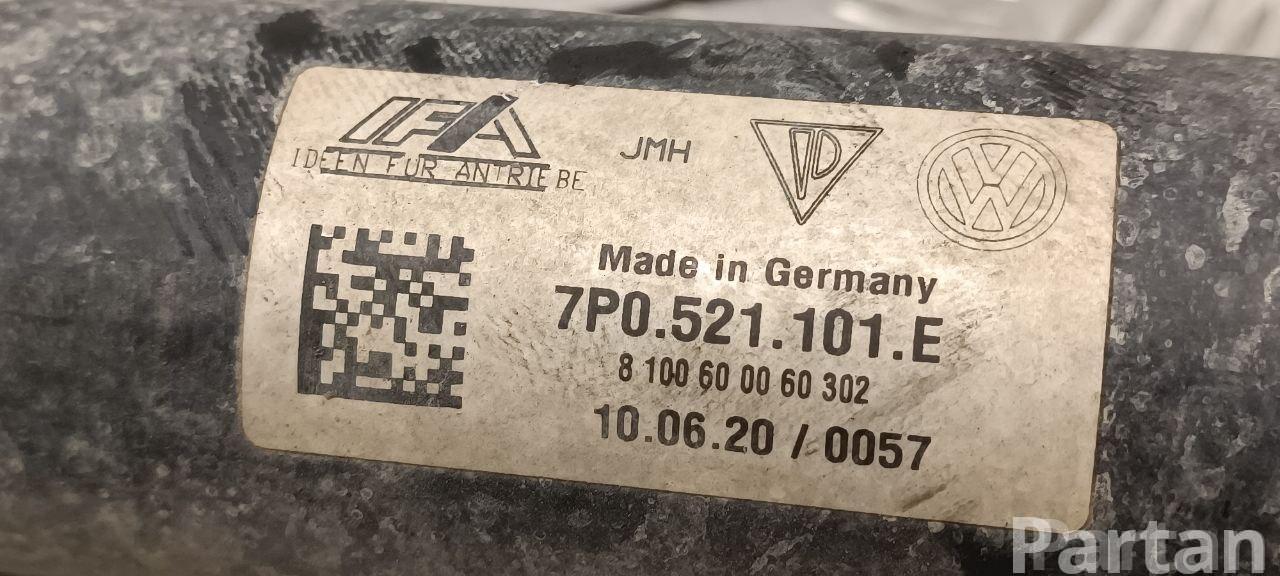 IFA
IDEEN FÜR ANTRIEBE
JMH
Made in Germany
7P0.521.101.E
8 100 60 00 60 302
10.06.20 / 0057
Partan